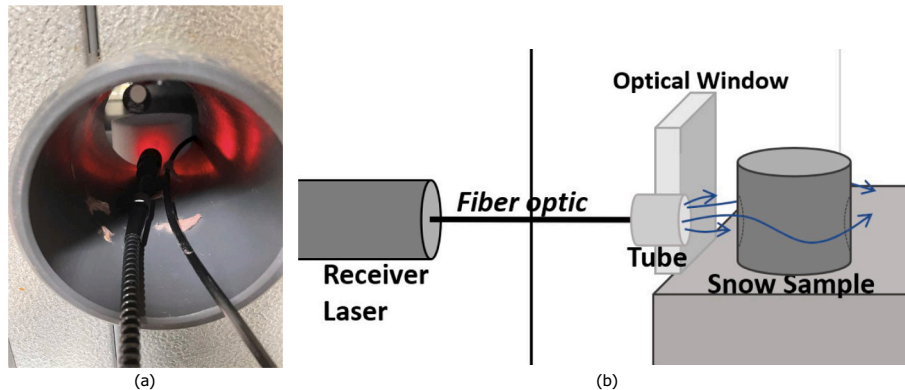 Optical Window
Fiber optic
Tube
Receiver
Laser
Snow Sample
(a)
(b)